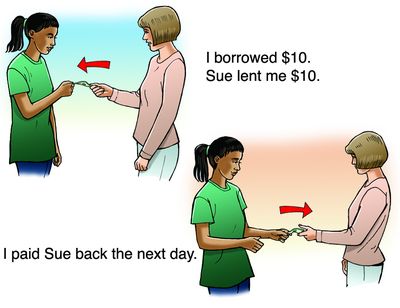 I borrowed $10.
Sue lent me $10.
I paid Sue back the next day.